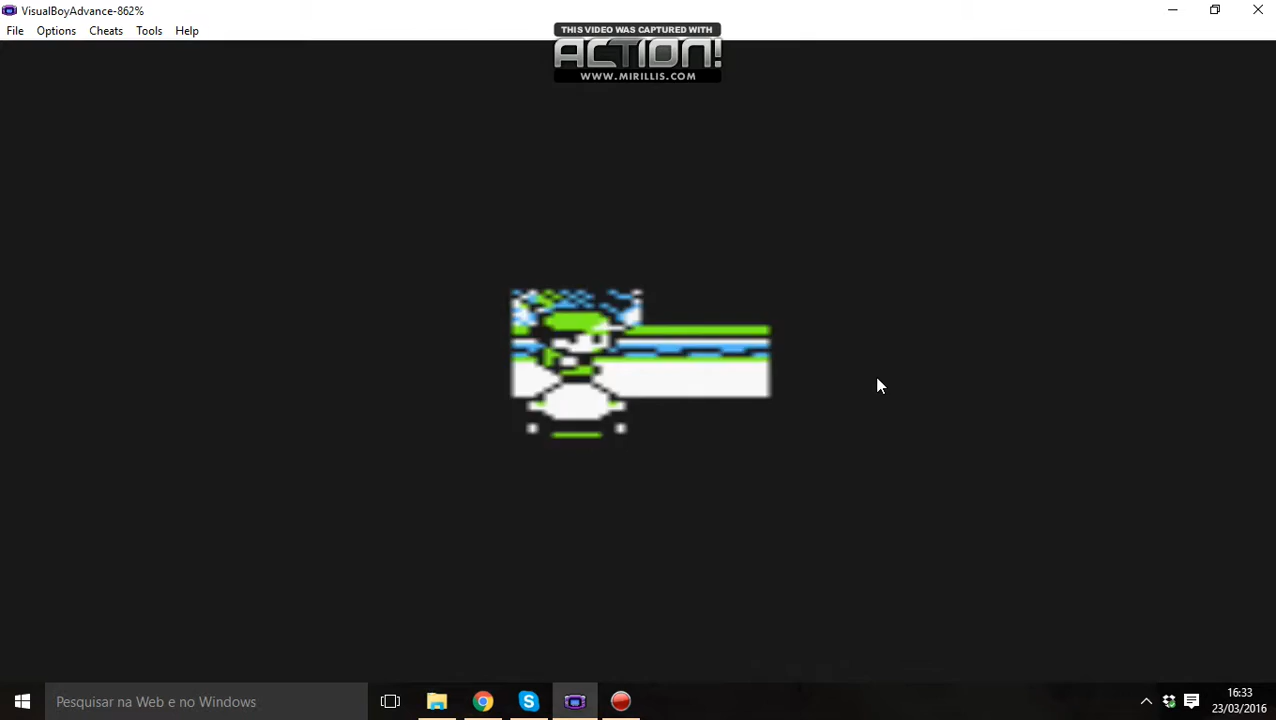 VisualBoyAdvance-862%
File Options Cheats Tools Help
THIS VIDEO WAS CAPTURED WITH
ACTION!
WWW.MIRILLIS.COM
Pesquisar na Web e no Windows
16:33
23/03/2016